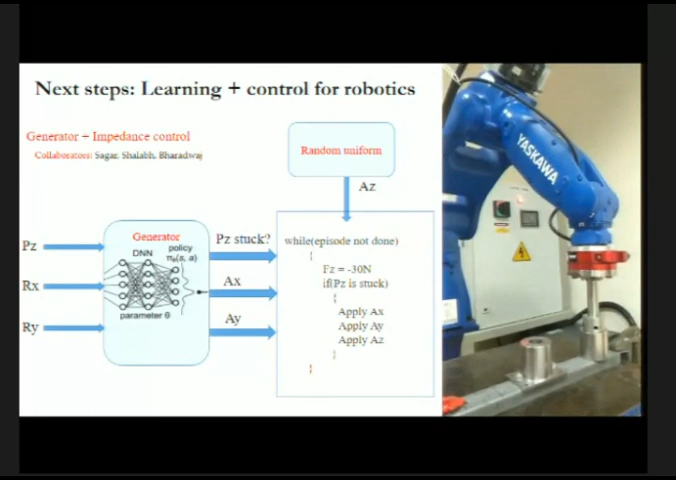 Next steps: Learning + control for robotics
Generator + Impedance control
Collaborators: Sagar, Shalabh, Bharadwaj
Random uniform
Az
Pz
Rx
Ry
Generator
DNN
policy
πθ(s, a)
parameter θ
Pz stuck?
Ax
Ay
while(episode not done)
{
Fz = -30N
if(Pz is stuck)
{
Apply Ax
Apply Ay
Apply Az
}
}
YASKAWA